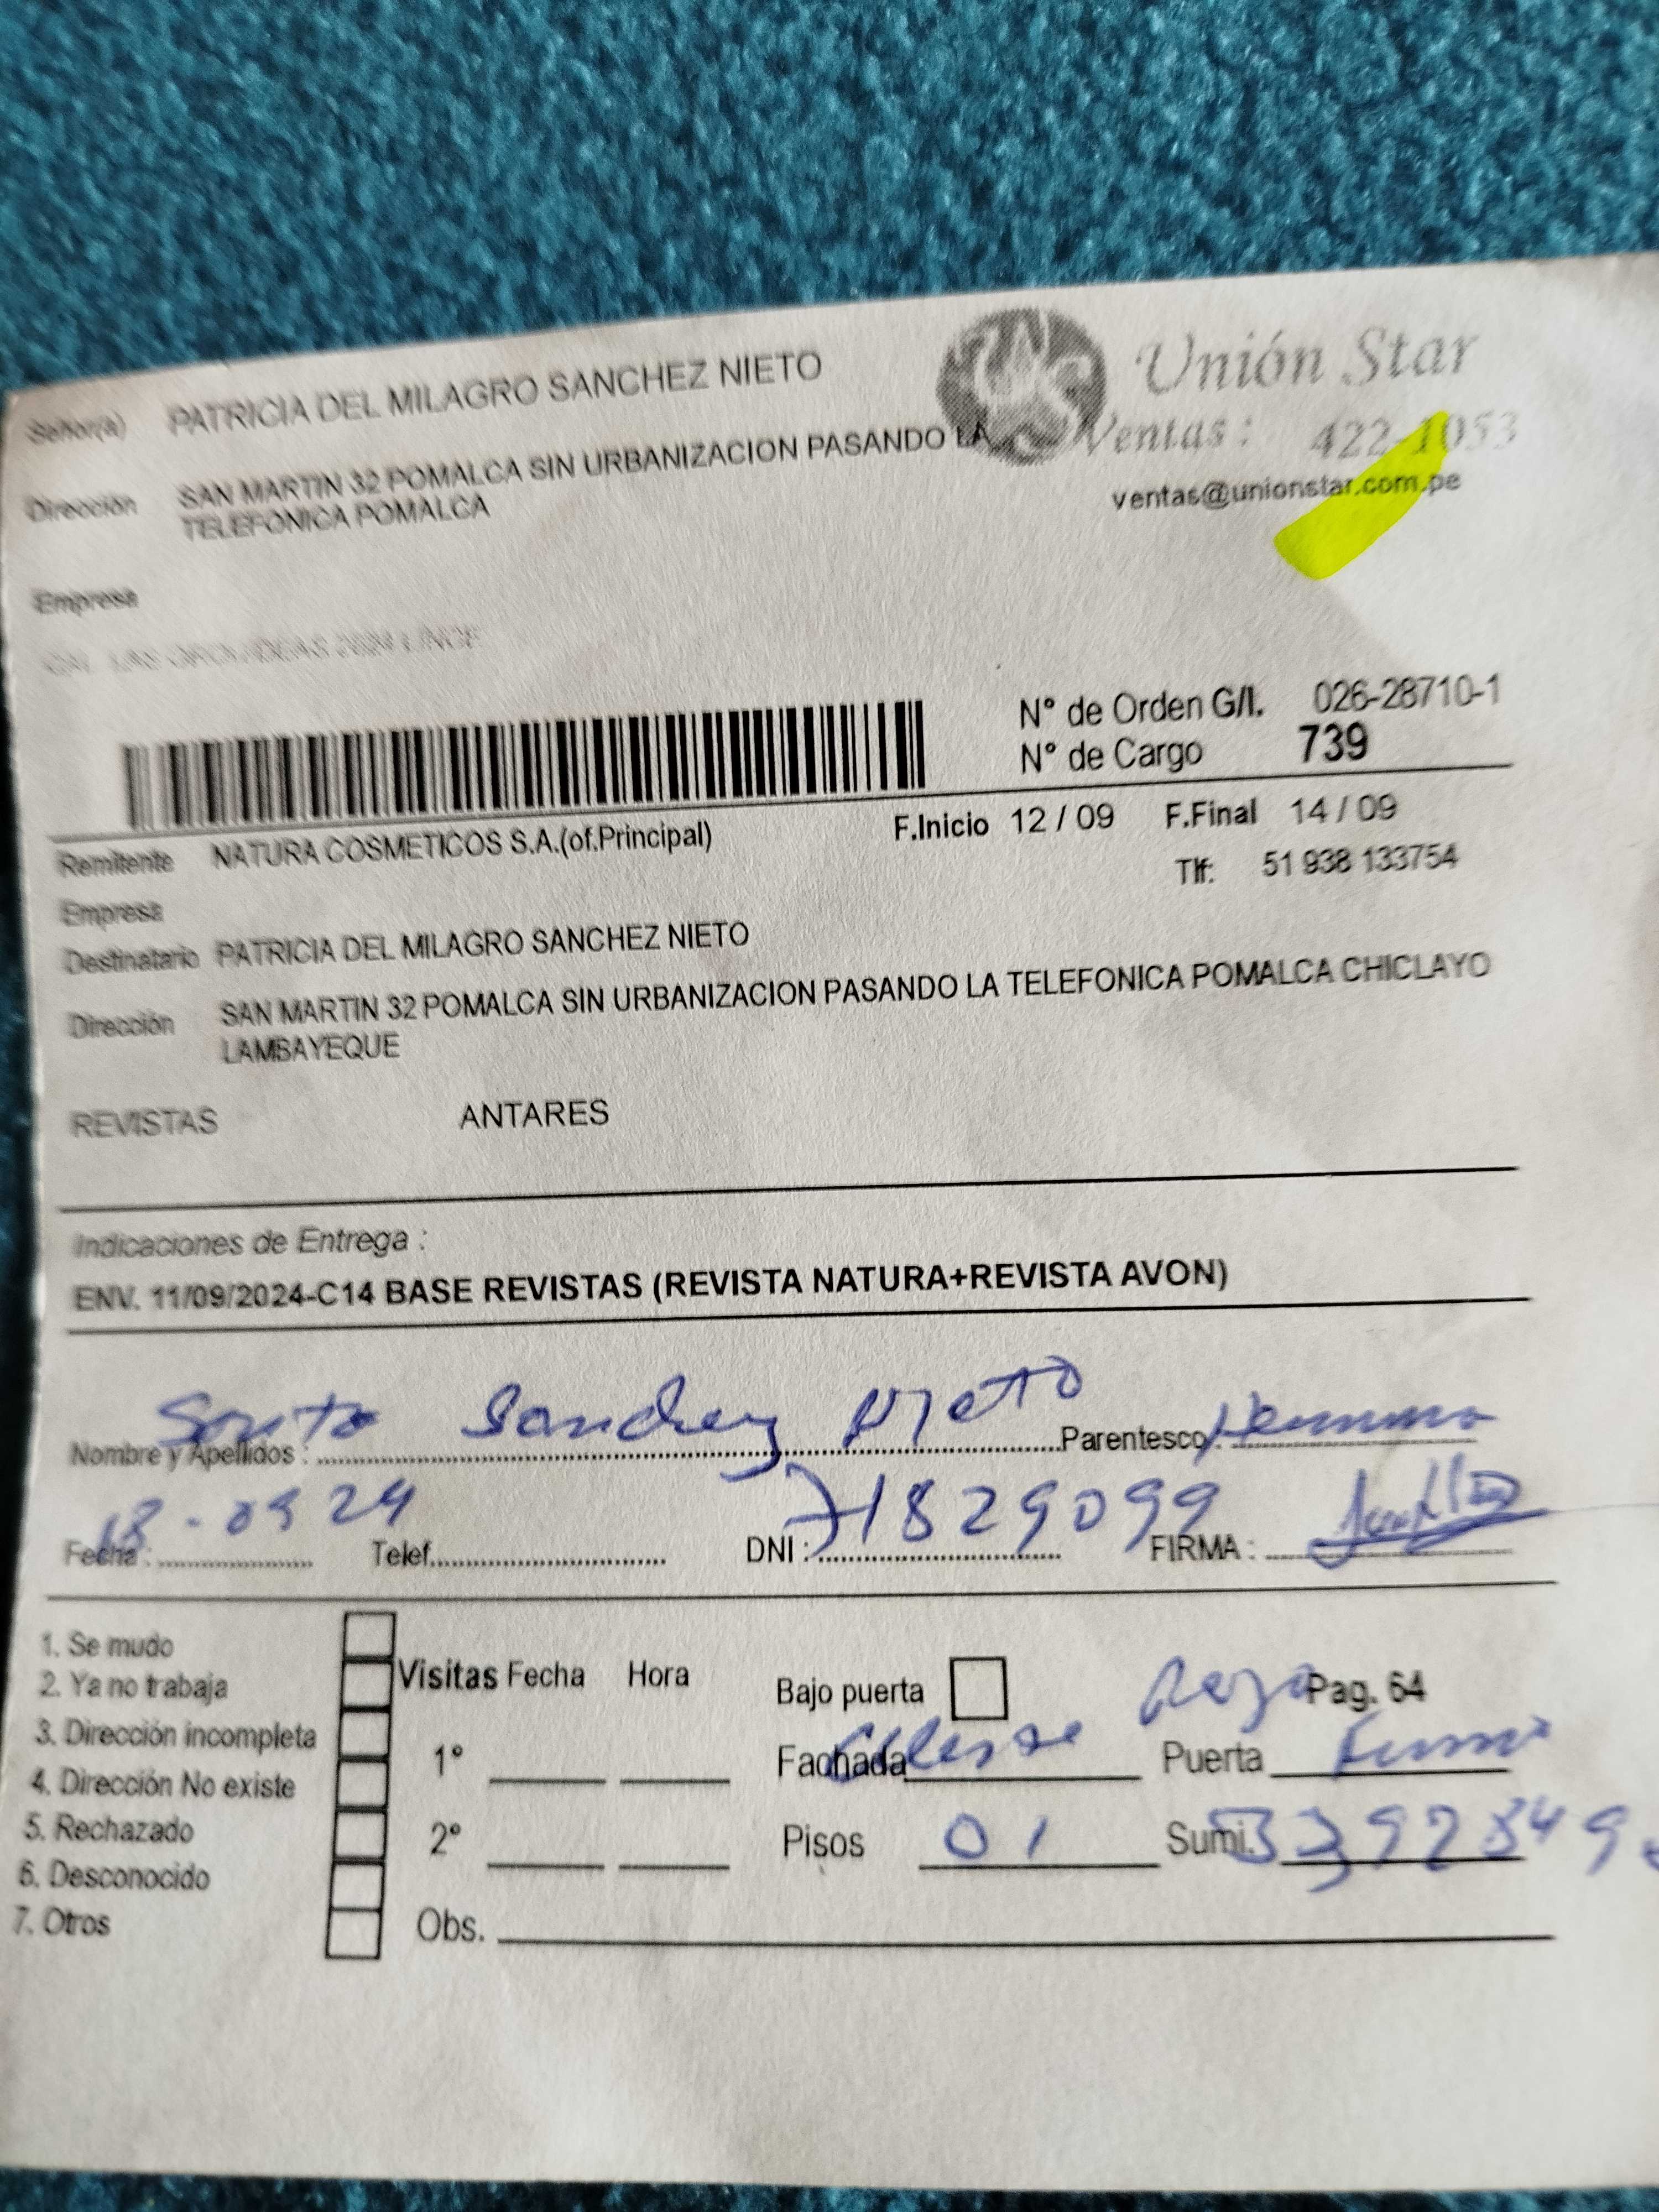 Señor(a) PATRICIA DEL MILAGRO SANCHEZ NIETO
Unión Star
Ventas : 422-1053
ventas@unionstar.com.pe
Dirección SAN MARTIN 32 POMALCA SIN URBANIZACION PASANDO LA
TELEFONICA POMALCA
Empresa
N° de Orden G/I. 026-28710-1
N° de Cargo 739
F.Inicio 12 / 09 F.Final 14 / 09
Remitente NATURA COSMETICOS S.A.(of.Principal)
Tlf: 51 938 133754
Empresa
Destinatario PATRICIA DEL MILAGRO SANCHEZ NIETO
Dirección SAN MARTIN 32 POMALCA SIN URBANIZACION PASANDO LA TELEFONICA POMALCA CHICLAYO
LAMBAYEQUE
REVISTAS ANTARES
Indicaciones de Entrega :
ENV. 11/09/2024-C14 BASE REVISTAS (REVISTA NATURA+REVISTA AVON)
Nombre y Apellidos : Sanchez Nieto Parentesco:
Fecha : 13-09 24 Telef. DNI : 71829099 FIRMA :
1. Se mudo
2. Ya no trabaja
3. Dirección incompleta
4. Dirección No existe
5. Rechazado
6. Desconocido
7. Otros
Visitas Fecha Hora
1°
2°
Obs.
Bajo puerta Pag. 64
Fachada Puerta
Pisos 01 Sumi.